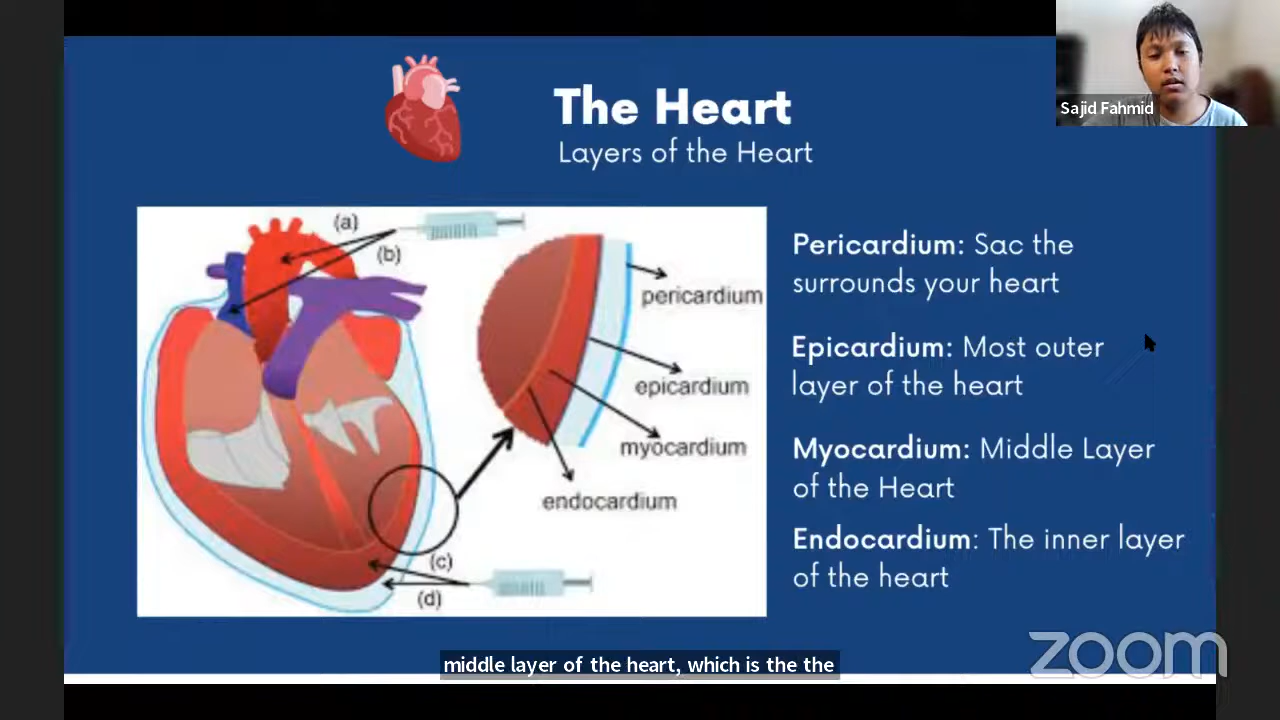 Sajid Fahmid
The Heart
Layers of the Heart
(a)
(b)
pericardium
epicardium
myocardium
endocardium
(c)
(d)
Pericardium: Sac the
surrounds your heart
Epicardium: Most outer
layer of the heart
Myocardium: Middle Layer
of the Heart
Endocardium: The inner layer
of the heart
middle layer of the heart, which is the the
zoom